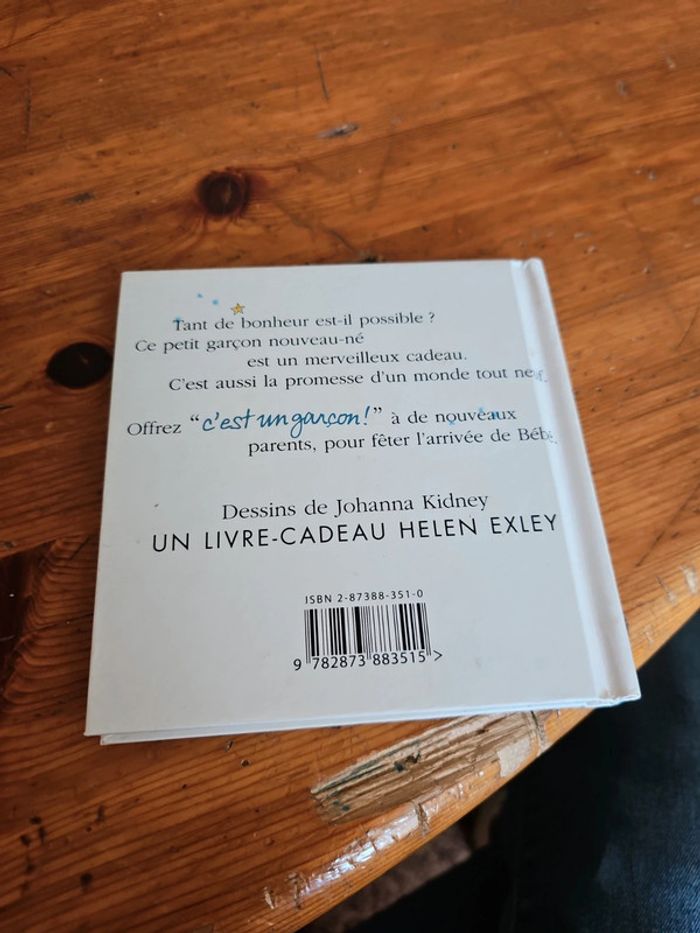 Tant de bonheur est-il possible ?
Ce petit garçon nouveau-né
est un merveilleux cadeau.
C'est aussi la promesse d'un monde tout neuf.
Offrez "c'est un garçon!" à de nouveaux
parents, pour fêter l'arrivée de Bébé.
Dessins de Johanna Kidney
UN LIVRE-CADEAU HELEN EXLEY
ISBN 2-87388-351-0
9 782873 883515 >